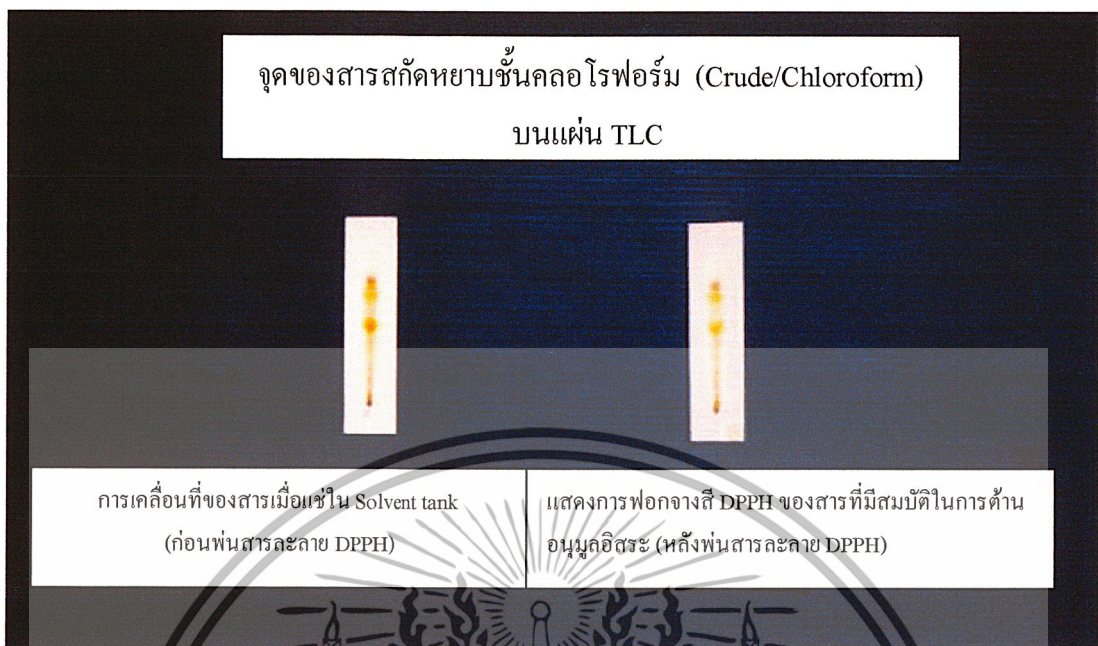 จุดของสารสกัดหยาบชั้นคลอโรฟอร์ม (Crude/Chloroform)
บนแผ่น TLC
การเคลื่อนที่ของสารเมื่อแช่ใน Solvent tank
(ก่อนพ่นสารละลาย DPPH)
แสดงการฟอกจางสี DPPH ของสารที่มีสมบัติในการต้าน
อนุมูลอิสระ (หลังพ่นสารละลาย DPPH)